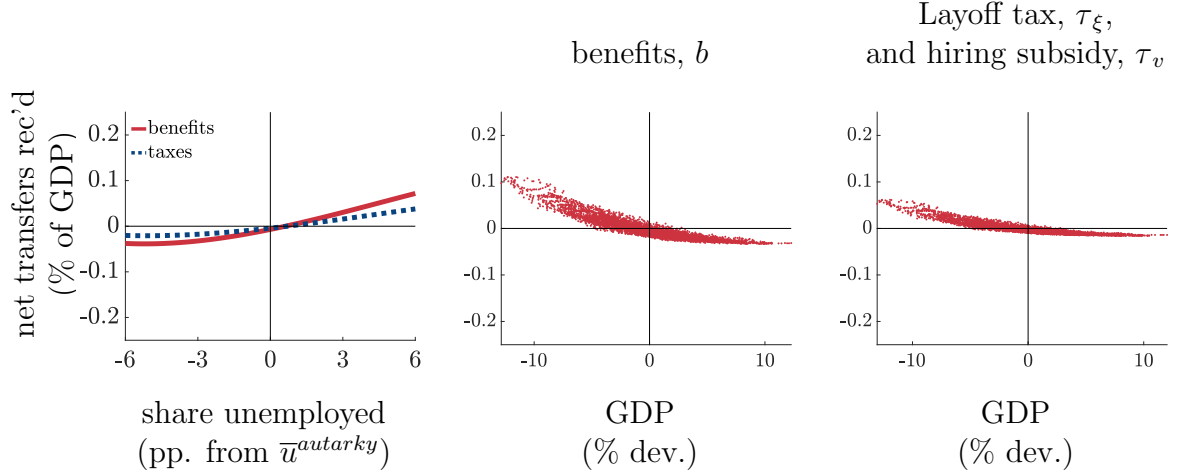 Layoff tax, τ_ξ,
benefits, b
and hiring subsidy, τ_v
net transfers rec'd
(% of GDP)
0.2
0.1
0
-0.1
-0.2
benefits
taxes
-6
-3
0
3
6
share unemployed
(pp. from u̅^{autarky})
0.2
0.1
0
-0.1
-0.2
-10
0
10
GDP
(% dev.)
0.2
0.1
0
-0.1
-0.2
-10
0
10
GDP
(% dev.)